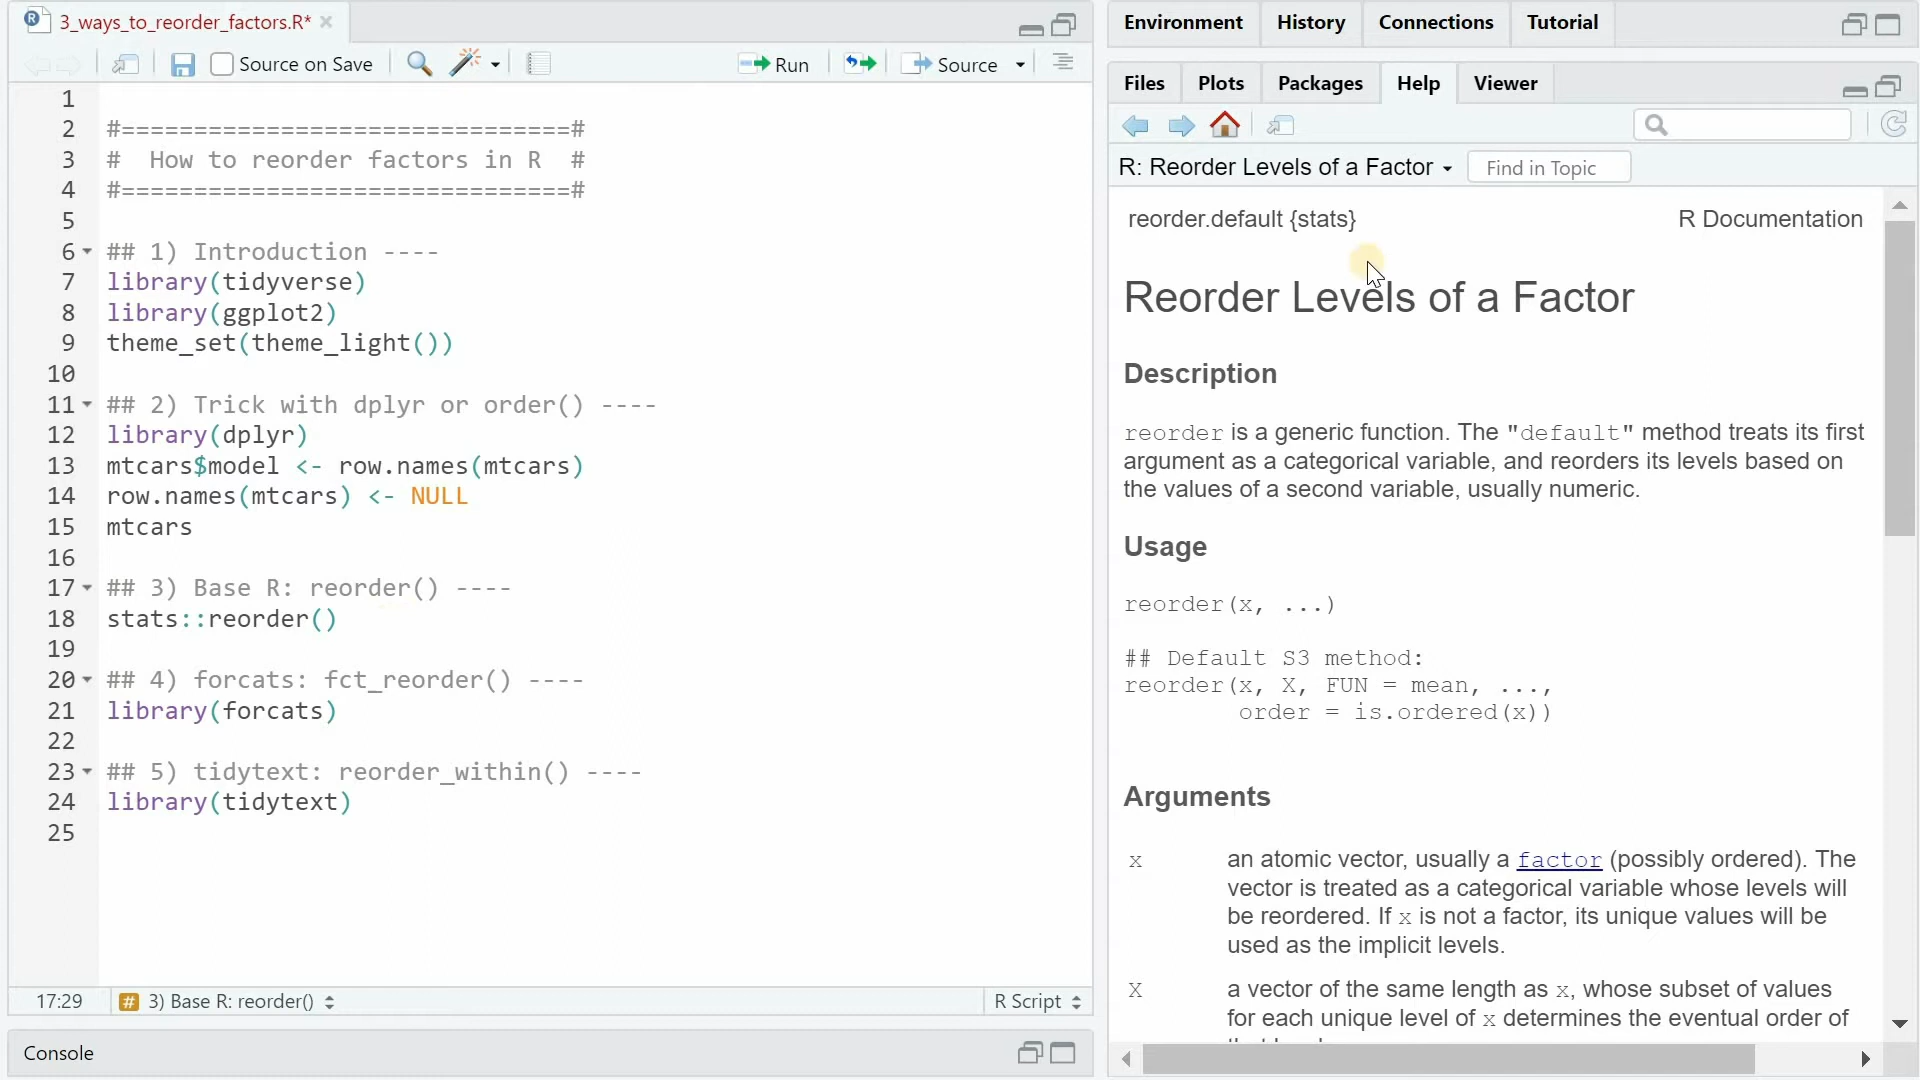 3_ways_to_reorder_factors.R*
Source on Save
Run
Source
1
2 #===============================#
3 #  How to reorder factors in R  #
4 #===============================#
5
6 ## 1) Introduction ----
7 library(tidyverse)
8 library(ggplot2)
9 theme_set(theme_light())
10
11 ## 2) Trick with dplyr or order() ----
12 library(dplyr)
13 mtcars$model <- row.names(mtcars)
14 row.names(mtcars) <- NULL
15 mtcars
16
17 ## 3) Base R: reorder() ----
18 stats::reorder()
19
20 ## 4) forcats: fct_reorder() ----
21 library(forcats)
22
23 ## 5) tidytext: reorder_within() ----
24 library(tidytext)
25
17:29 # 3) Base R: reorder() R Script
Console
Environment History Connections Tutorial
Files Plots Packages Help Viewer
R: Reorder Levels of a Factor Find in Topic
reorder.default {stats} R Documentation
Reorder Levels of a Factor
Description
reorder is a generic function. The "default" method treats its first
argument as a categorical variable, and reorders its levels based on
the values of a second variable, usually numeric.
Usage
reorder(x, ...)
## Default S3 method:
reorder(x, X, FUN = mean, ...,
order = is.ordered(x))
Arguments
x an atomic vector, usually a factor (possibly ordered). The
vector is treated as a categorical variable whose levels will
be reordered. If x is not a factor, its unique values will be
used as the implicit levels.
X a vector of the same length as x, whose subset of values
for each unique level of x determines the eventual order of